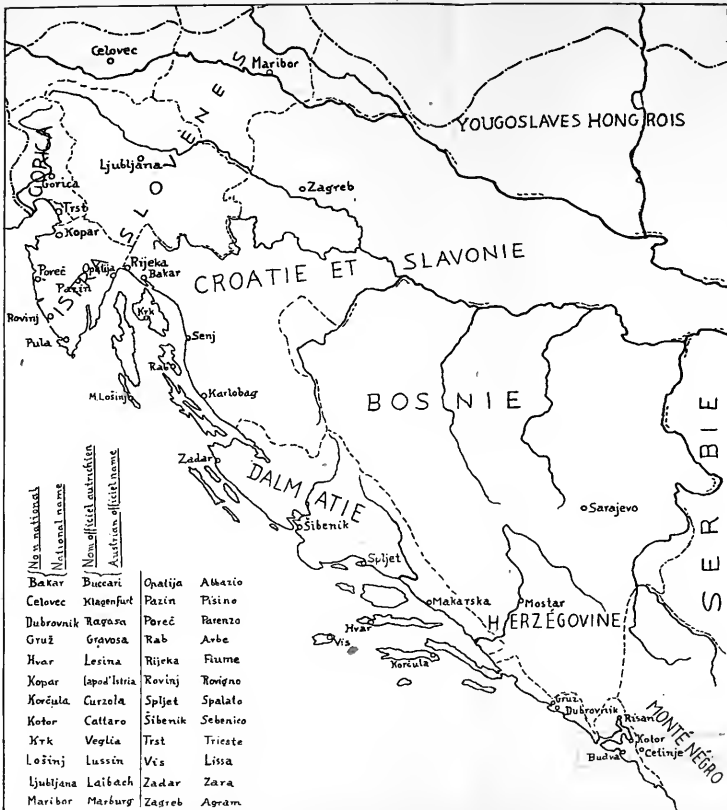 Celovec
Maribor
YOUGOSLAVES HONGROIS
SLOVENES
Ljubljana
Zagreb
GORICA
Gorica
Trst
Kopar
CROATIE ET SLAVONIE
Rijeka
Opatija
Bakar
Poreč
Pazin
ISTRA
Krk
Rovinj
Senj
Pula
Rab
M.Lošinj
Karlobag
BOSNIE
SERBIE
Zadar
DALMATIE
Sarajevo
Šibenik
Spljet
Makarska
Mostar
HERZÉGOVINE
Hvar
Vis
Korčula
Gruž
Dubrovnik
Risan
MONTÉNÉGRO
Kotor
Cetinje
Budva
Non national
National name
Nom officiel autrichien
Austrian officiel name
Bakar Buccari Opatija Abbazio
Celovec Klagenfurt Pazin Pisino
Dubrovnik Ragasa Poreč Parenzo
Gruž Gravosa Rab Arbe
Hvar Lesina Rijeka Fiume
Kopar Capod'Istria Rovinj Rovigno
Korčula Curzola Spljet Spalato
Kotor Cattaro Šibenik Sebenico
Krk Veglia Trst Trieste
Lošinj Lussin Vis Lissa
Ljubljana Laibach Zadar Zara
Maribor Marburg Zagreb Agram